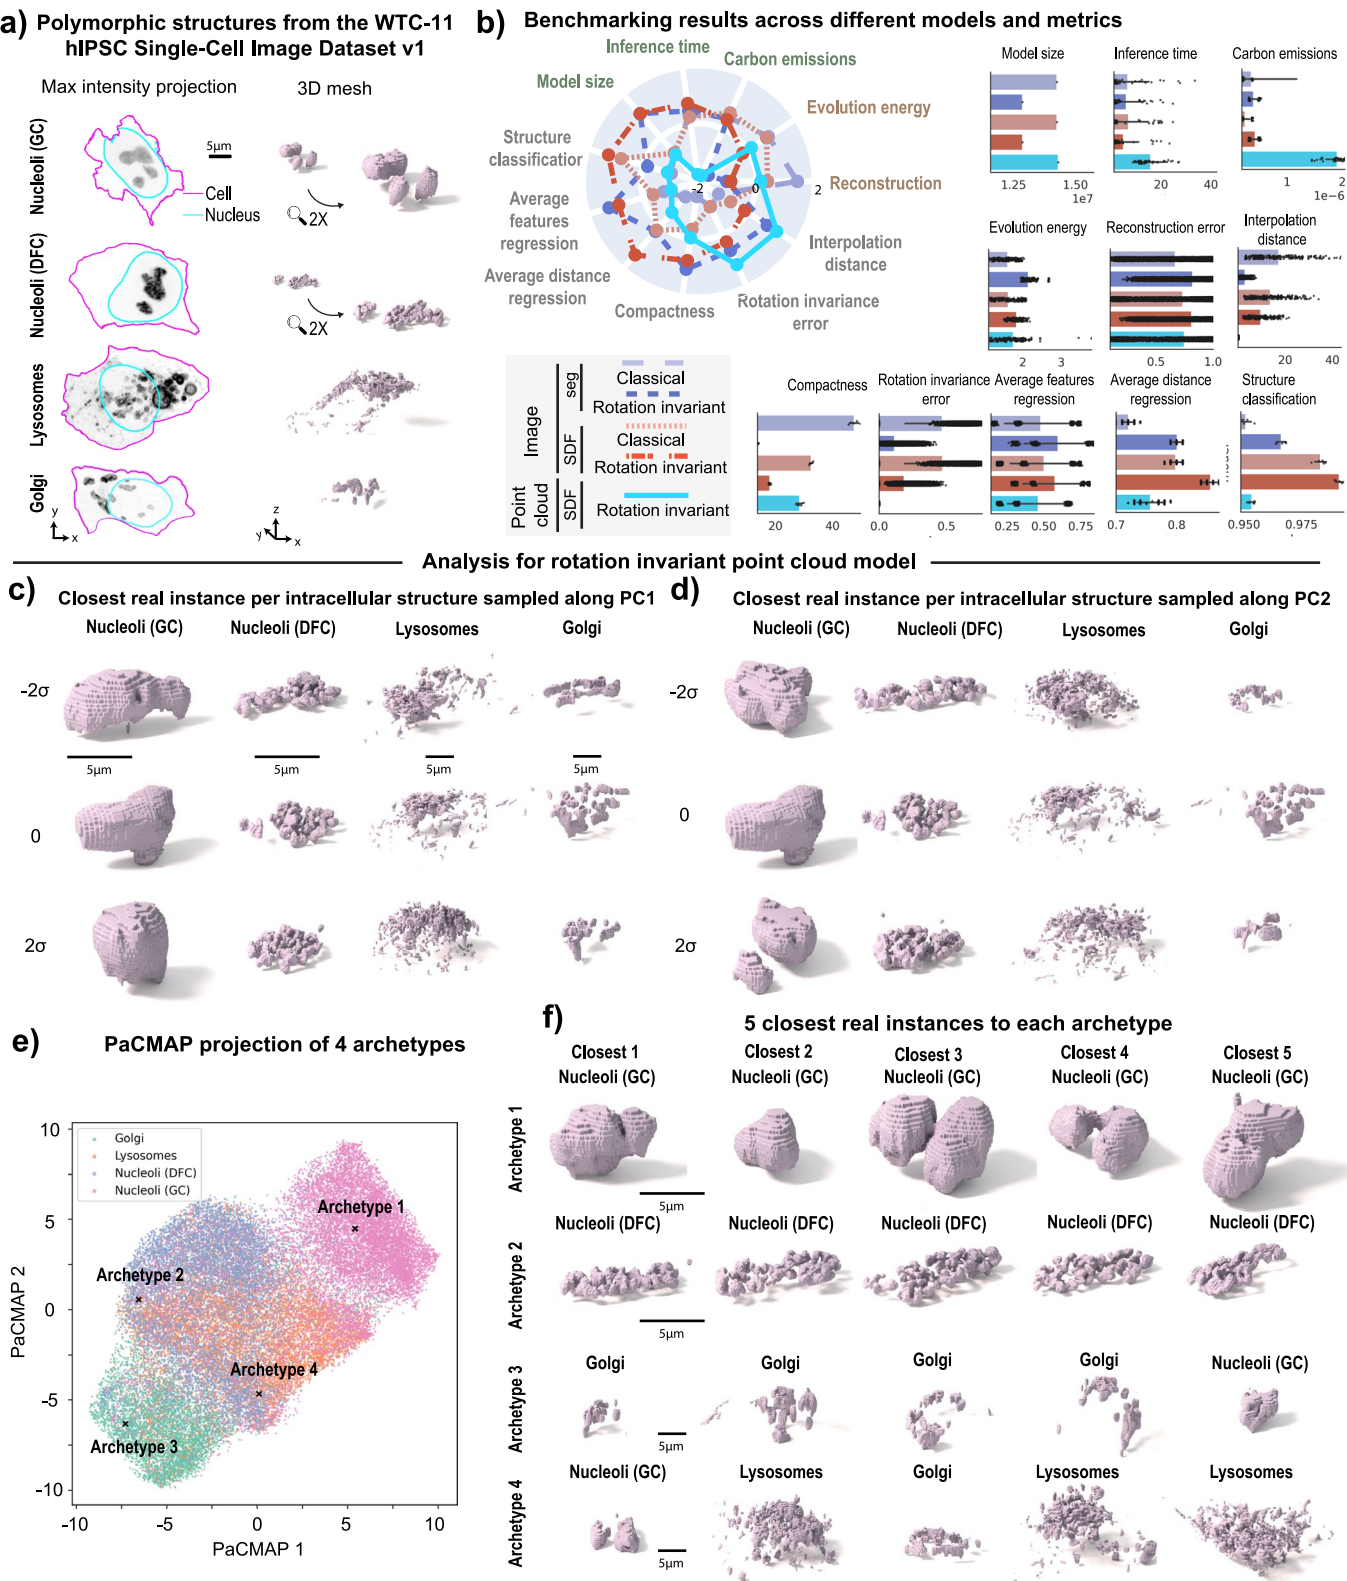 a) Polymorphic structures from the WTC-11
hIPSC Single-Cell Image Dataset v1
Max intensity projection
3D mesh
Nucleoli (GC)
5µm
Cell
Nucleus
2X
Nucleoli (DFC)
2X
Lysosomes
Golgi
y
x
z
y
x
b) Benchmarking results across different models and metrics
Inference time
Carbon emissions
Model size
Evolution energy
Structure
classification
Reconstruction
-2
0
2
Average
features
regression
Interpolation
distance
Average distance
regression
Rotation invariance
error
Compactness
Image
Point
cloud
seg
SDF
SDF
Classical
Rotation invariant
Classical
Rotation invariant
Rotation invariant
Model size
1.25
1.50
1e7
Inference time
20
40
Carbon emissions
1
2
1e-6
Evolution energy
2
3
Reconstruction error
0.5
1.0
Interpolation
distance
20
40
Compactness
20
40
Rotation invariance
error
0.0
0.5
1.0
Average features
regression
0.25
0.50
0.75
Average distance
regression
0.7
0.8
Structure
classification
0.950
0.975
Analysis for rotation invariant point cloud model
c) Closest real instance per intracellular structure sampled along PC1
Nucleoli (GC)
Nucleoli (DFC)
Lysosomes
Golgi
-2σ
5µm
5µm
5µm
5µm
0
2σ
d) Closest real instance per intracellular structure sampled along PC2
Nucleoli (GC)
Nucleoli (DFC)
Lysosomes
Golgi
-2σ
0
2σ
e) PaCMAP projection of 4 archetypes
Golgi
Lysosomes
Nucleoli (DFC)
Nucleoli (GC)
Archetype 1
Archetype 2
Archetype 4
Archetype 3
10
5
0
-5
-10
PaCMAP 2
-10
-5
0
5
10
PaCMAP 1
f) 5 closest real instances to each archetype
Closest 1
Closest 2
Closest 3
Closest 4
Closest 5
Archetype 1
Nucleoli (GC)
Nucleoli (GC)
Nucleoli (GC)
Nucleoli (GC)
Nucleoli (GC)
5µm
Archetype 2
Nucleoli (DFC)
Nucleoli (DFC)
Nucleoli (DFC)
Nucleoli (DFC)
Nucleoli (DFC)
5µm
Archetype 3
Golgi
Golgi
Golgi
Golgi
Nucleoli (GC)
5µm
Archetype 4
Nucleoli (GC)
Lysosomes
Golgi
Lysosomes
Lysosomes
5µm